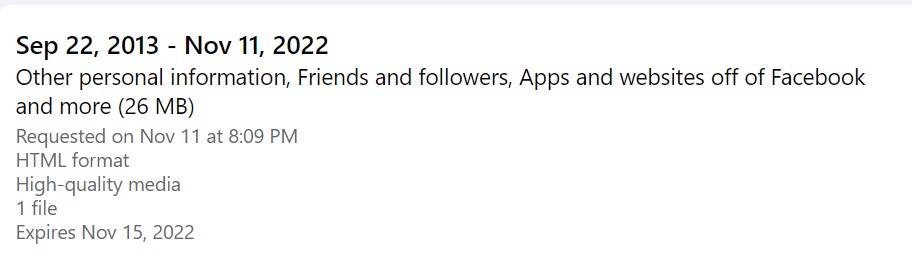 Sep 22, 2013 - Nov 11, 2022
Other personal information, Friends and followers, Apps and websites off of Facebook
and more (26 MB)
Requested on Nov 11 at 8:09 PM
HTML format
High-quality media
1 file
Expires Nov 15, 2022